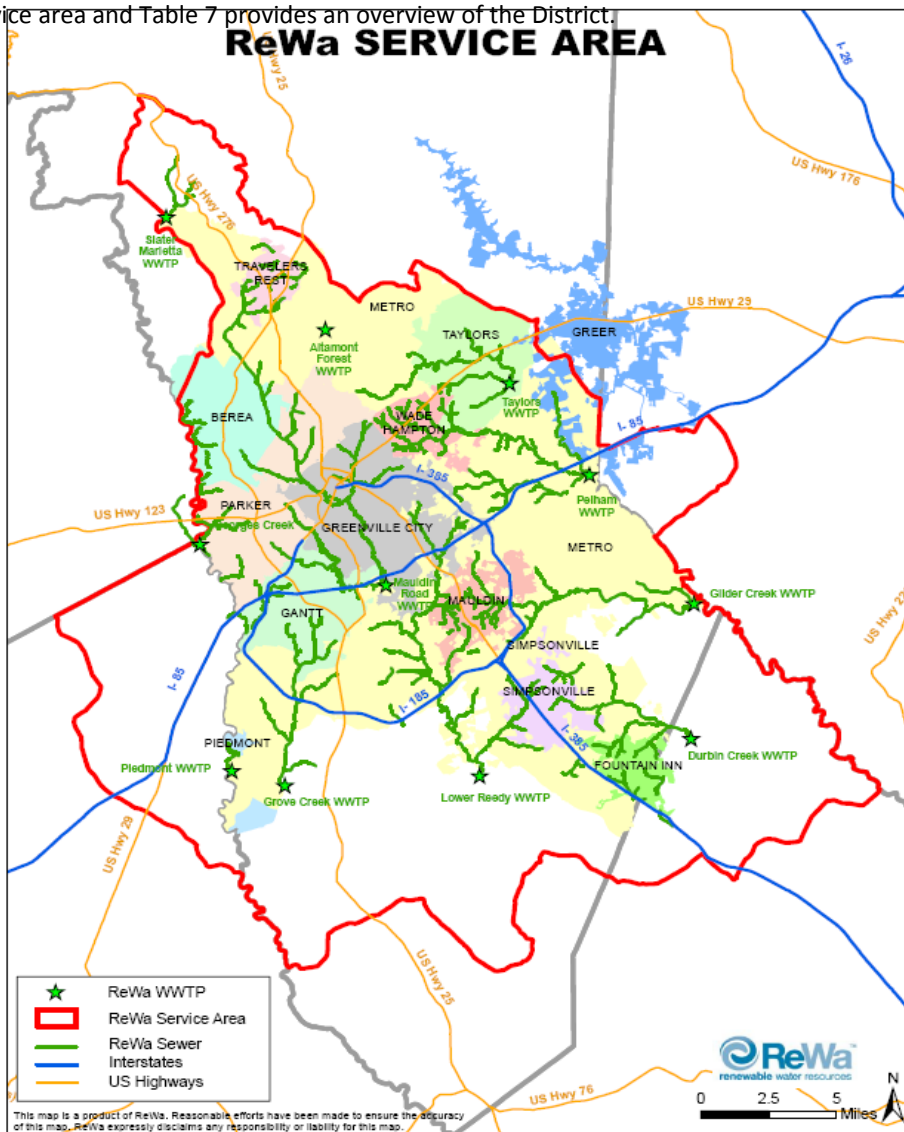 vice area and Table 7 provides an overview of the District.
ReWa SERVICE AREA
US Hwy 25
I- 26
US Hwy 176
US Hwy 276
Slater
Marietta
WWTP
TRAVELERS
REST
METRO
US Hwy 29
Altamont
Forest
WWTP
TAYLORS
GREER
Taylors
WWTP
BEREA
WADE
HAMPTON
I- 85
I- 385
Pelham
WWTP
PARKER
US Hwy 123
Georges Creek
GREENVILLE CITY
METRO
Mauldin
Road
WWTP
MAULDIN
Gilder Creek WWTP
GANTT
SIMPSONVILLE
I- 85
SIMPSONVILLE
I- 185
I- 385
PIEDMONT
Durbin Creek WWTP
Piedmont WWTP
FOUNTAIN INN
Grove Creek WWTP
Lower Reedy WWTP
US Hwy 29
US Hwy 25
ReWa WWTP
ReWa Service Area
ReWa Sewer
Interstates
US Highways
ReWa™
renewable water resources
US Hwy 76
N
0 2.5 5
Miles
This map is a product of ReWa. Reasonable efforts have been made to ensure the accuracy
of this map. ReWa expressly disclaims any responsibility or liability for this map.